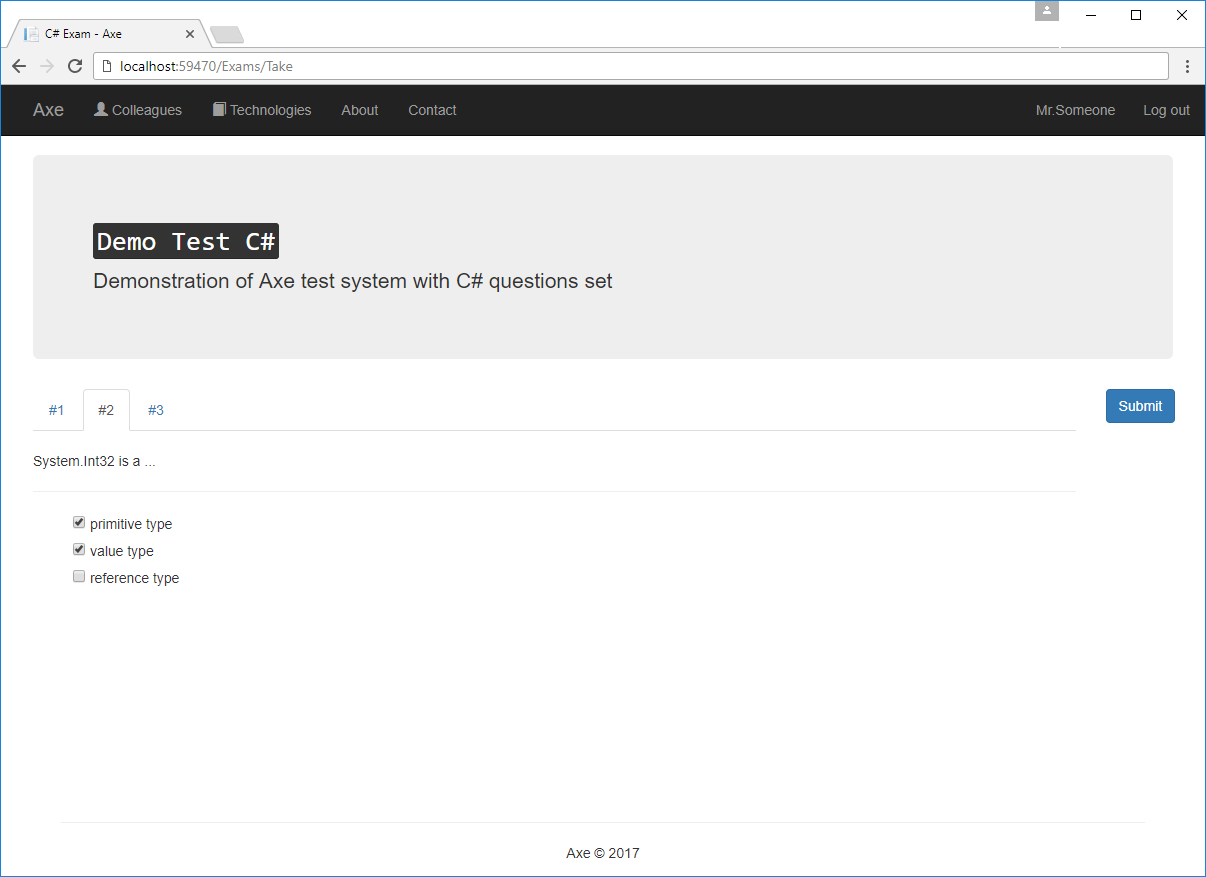 C# Exam - Axe
localhost:59470/Exams/Take
Axe Colleagues Technologies About Contact Mr.Someone Log out
Demo Test C#
Demonstration of Axe test system with C# questions set
#1 #2 #3 Submit
System.Int32 is a ...
primitive type
value type
reference type
Axe © 2017